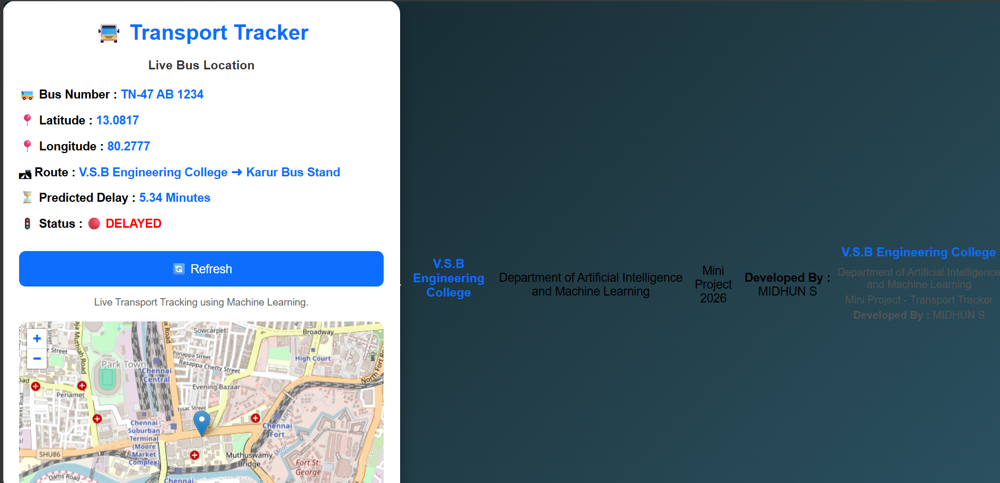 Transport Tracker
Live Bus Location
Bus Number : TN-47 AB 1234
Latitude : 13.0817
Longitude : 80.2777
Route : V.S.B Engineering College ➜ Karur Bus Stand
Predicted Delay : 5.34 Minutes
Status : DELAYED
Refresh
Live Transport Tracking using Machine Learning.
+
−
Sowcarpet
Broadway
Street
Ponappa Street
Rasappa Chetty Street
High Court
Park Town
Chennai
Central
Evening Bazaar
North Fort
Periamet
Issac Street
MRTS
Chennai
Suburban
Terminal
(Moore
Market
Complex)
Chennai
Fort
Moat
SHU86
Muthuswamy
Bridge
Fort St.
George
Dams Road
Chennai
V.S.B
Engineering
College
Department of Artificial Intelligence
and Machine Learning
Mini
Project
2026
Developed By :
MIDHUN S
V.S.B Engineering College
Department of Artificial Intelligence
and Machine Learning
Mini Project - Transport Tracker
Developed By : MIDHUN S